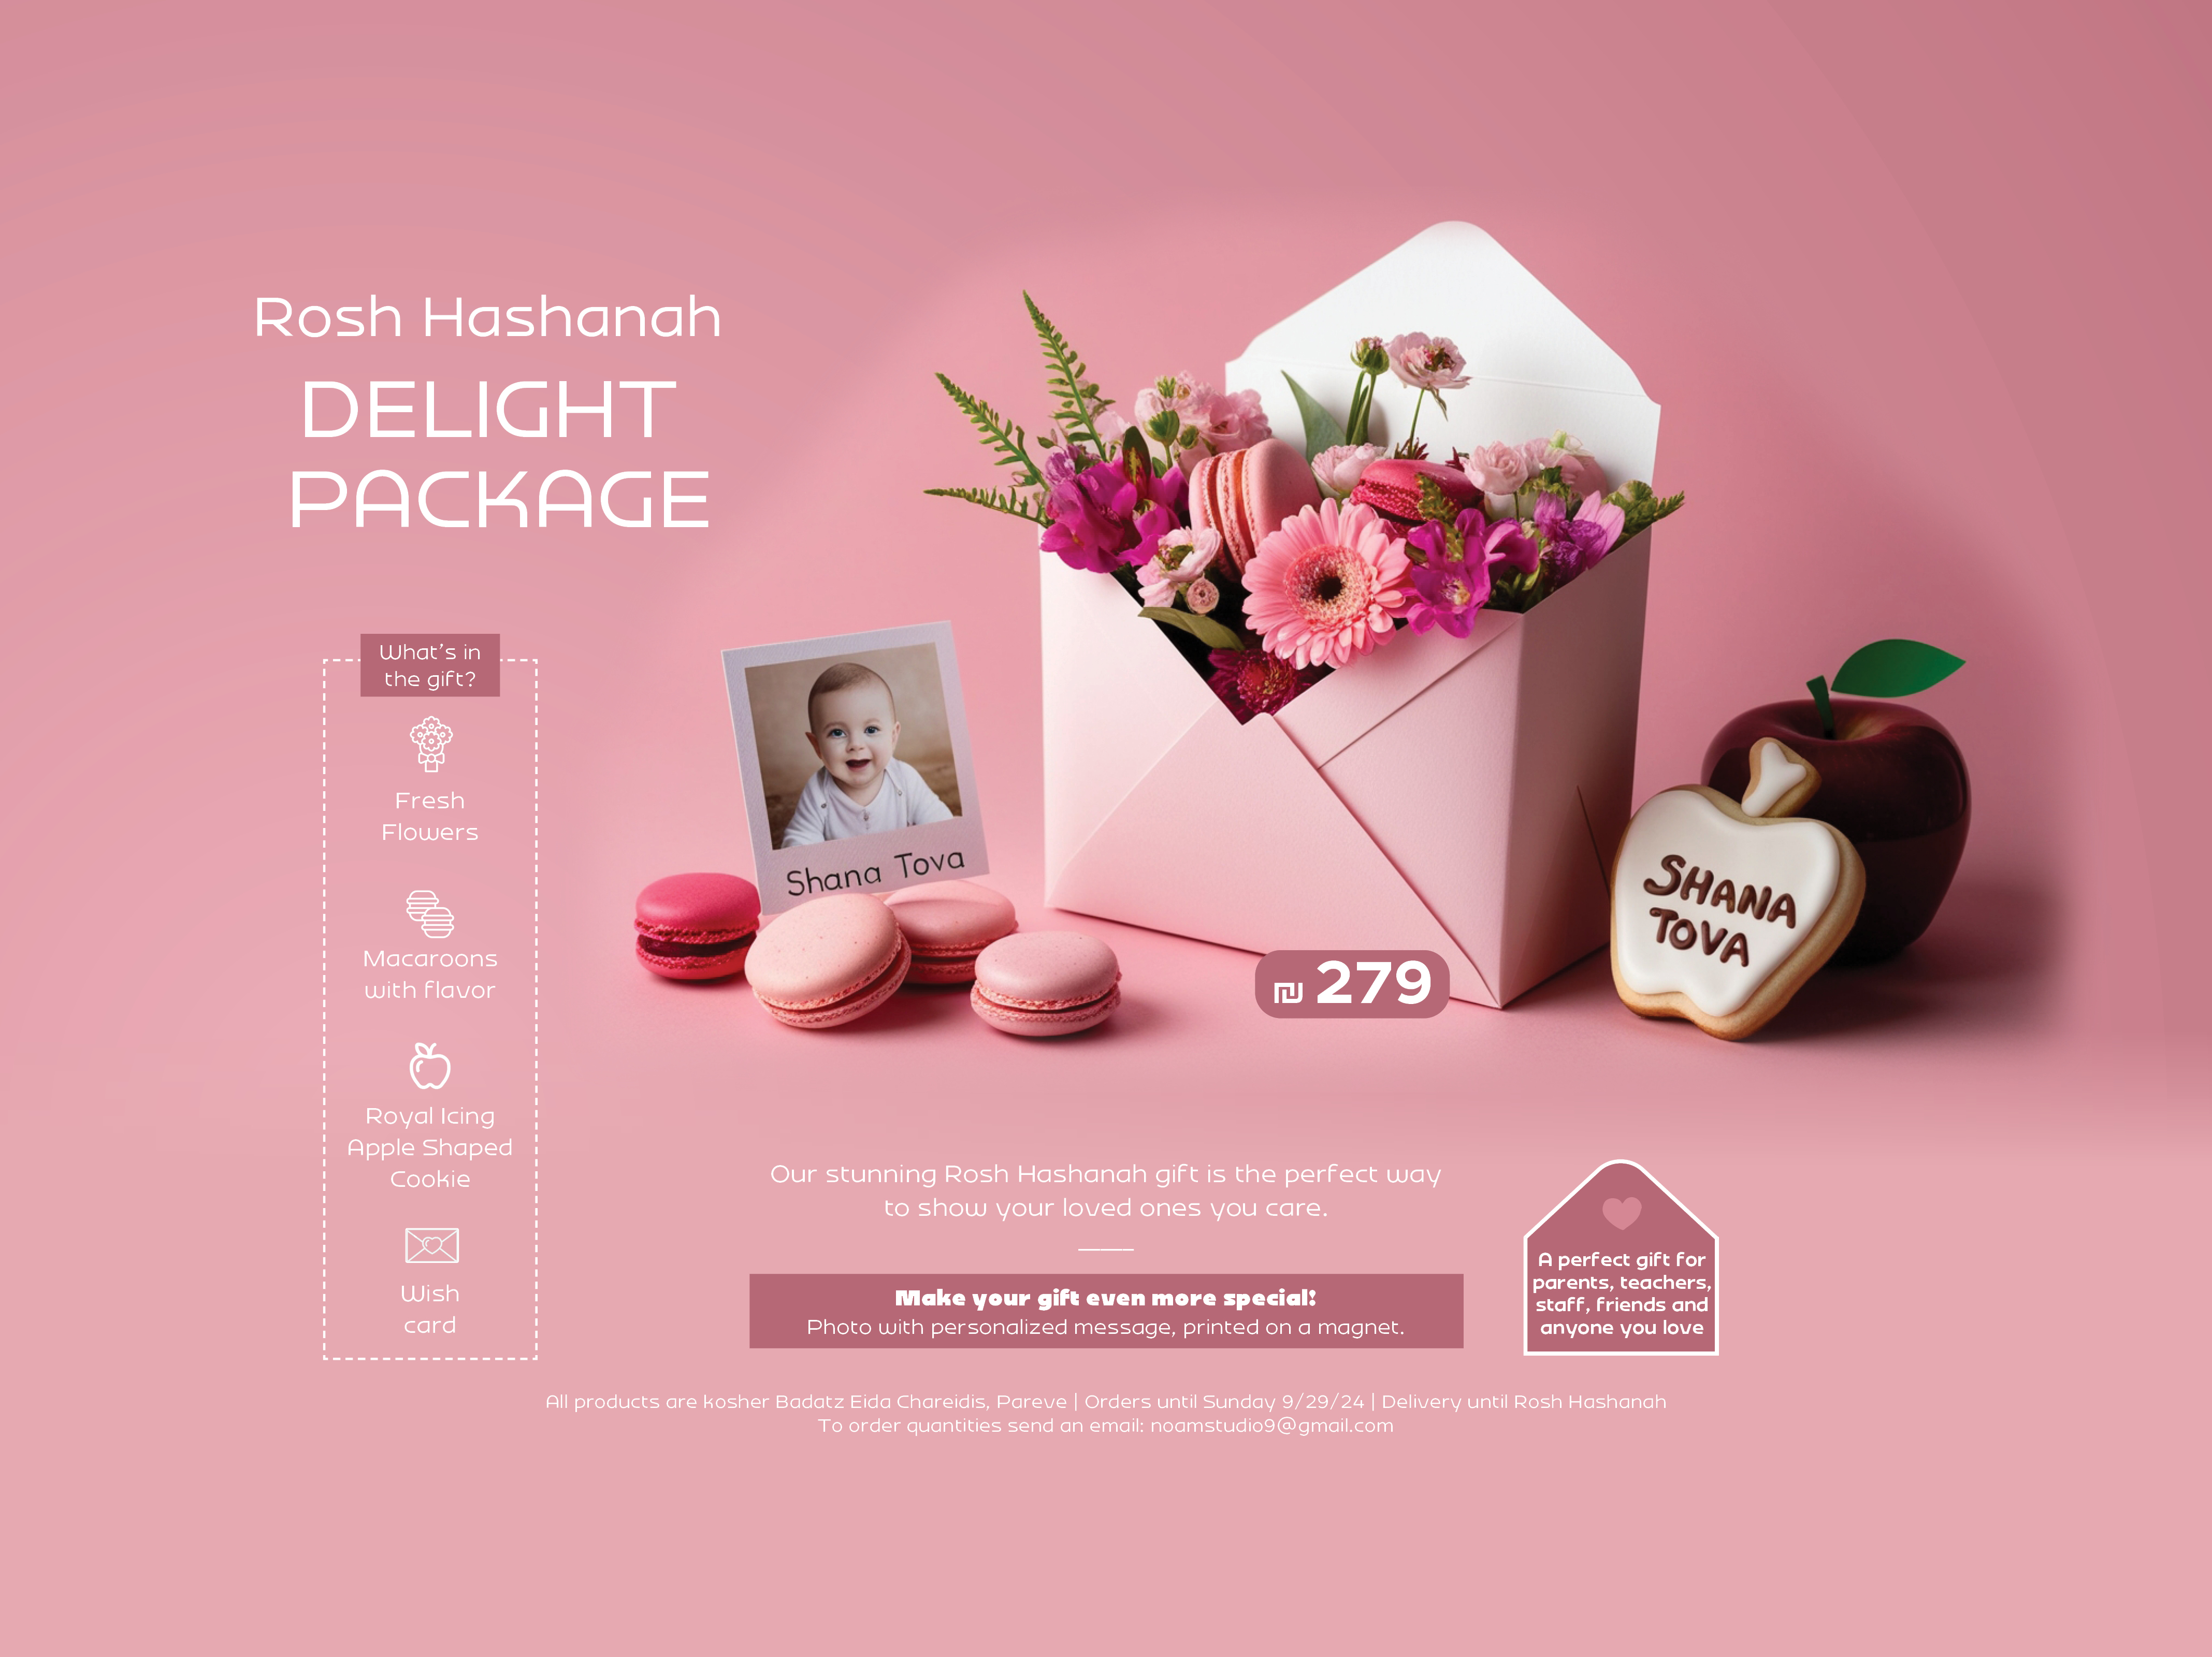 Rosh Hashanah
DELIGHT
PACKAGE
What's in
the gift?
Fresh
Flowers
Macaroons
with flavor
Royal Icing
Apple Shaped
Cookie
Wish
card
Shana Tova
₪ 279
SHANA
TOVA
Our stunning Rosh Hashanah gift is the perfect way
to show your loved ones you care.
Make your gift even more special!
Photo with personalized message, printed on a magnet.
A perfect gift for
parents, teachers,
staff, friends and
anyone you love
All products are kosher Badatz Eida Chareidis, Pareve | Orders until Sunday 9/29/24 | Delivery until Rosh Hashanah
To order quantities send an email: noamstudio9@gmail.com